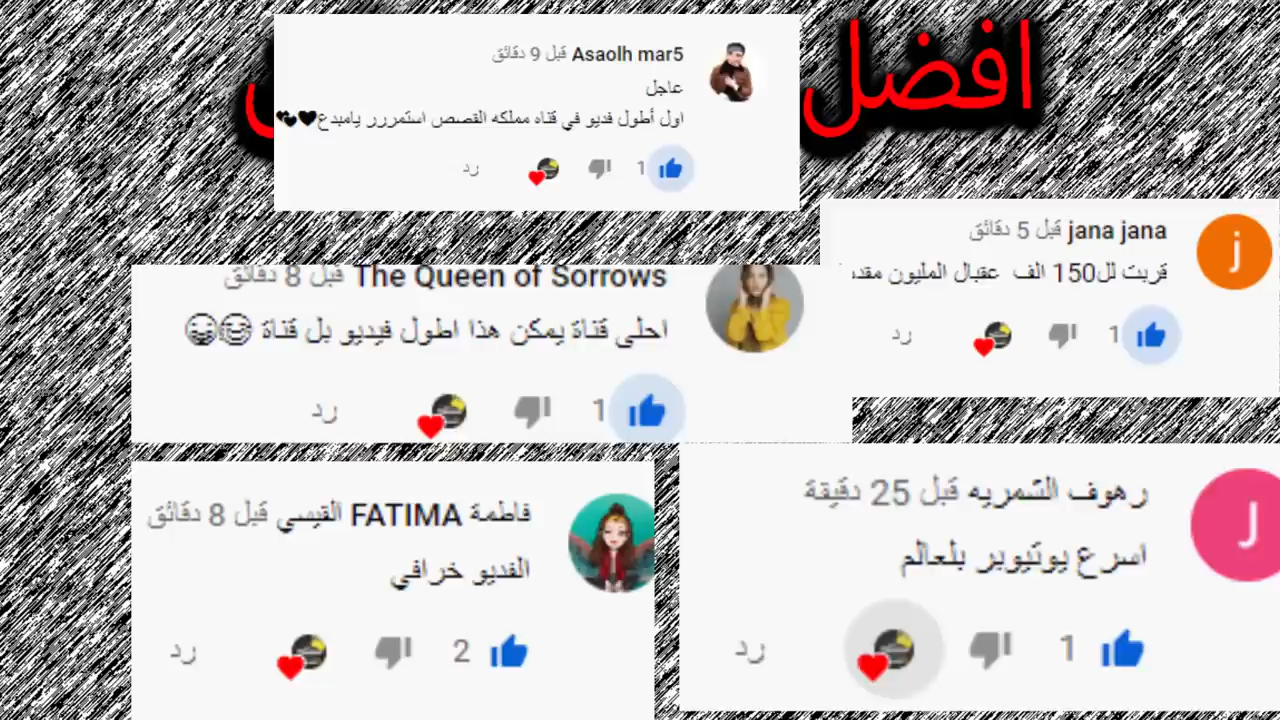 افضل
Asaolh mar5 قبل 9 دقائق
عاجل
اول أطول فديو في قناه مملكه القصص استمررر يامبدع🖤💕
1
رد
jana jana قبل 5 دقائق
قربت لل150 الف عقبال المليون مقدما
1
رد
The Queen of Sorrows قبل 8 دقائق
احلى قناة يمكن هذا اطول فيديو بل قناة 😂😂
1
رد
فاطمة FATIMA القيسي قبل 8 دقائق
الفديو خرافي
2
رد
رهوف الشمريه قبل 25 دقيقة
اسرع يوتيوبر بلعالم
1
رد
j
J